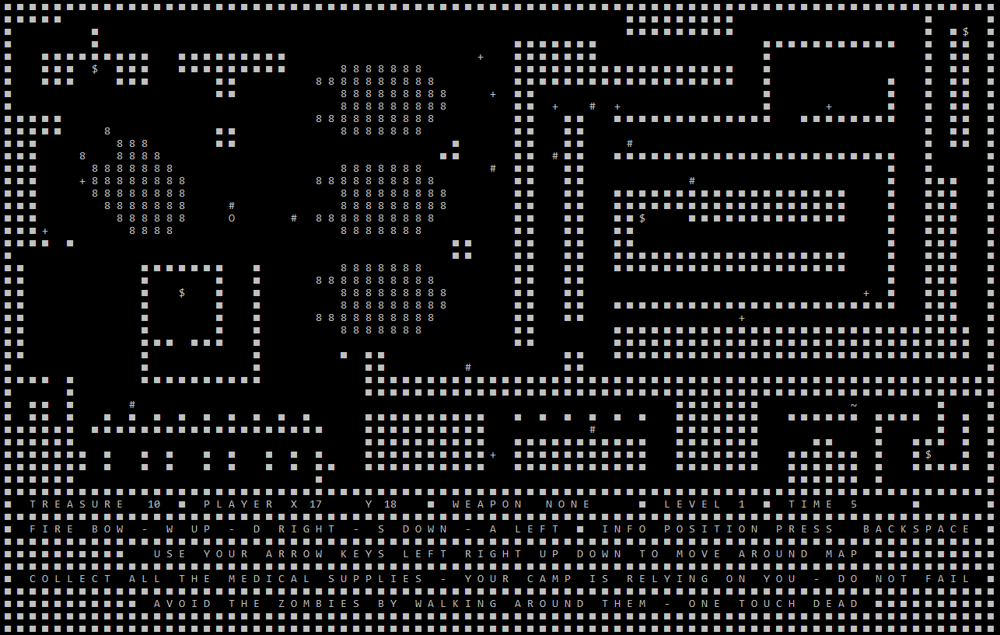 TREASURE 10 PLAYER X 17 Y 18 WEAPON NONE LEVEL 1 TIME 5
FIRE BOW - W UP - D RIGHT - S DOWN - A LEFT INFO POSITION PRESS BACKSPACE
USE YOUR ARROW KEYS LEFT RIGHT UP DOWN TO MOVE AROUND MAP
COLLECT ALL THE MEDICAL SUPPLIES - YOUR CAMP IS RELYING ON YOU - DO NOT FAIL
AVOID THE ZOMBIES BY WALKING AROUND THEM - ONE TOUCH DEAD